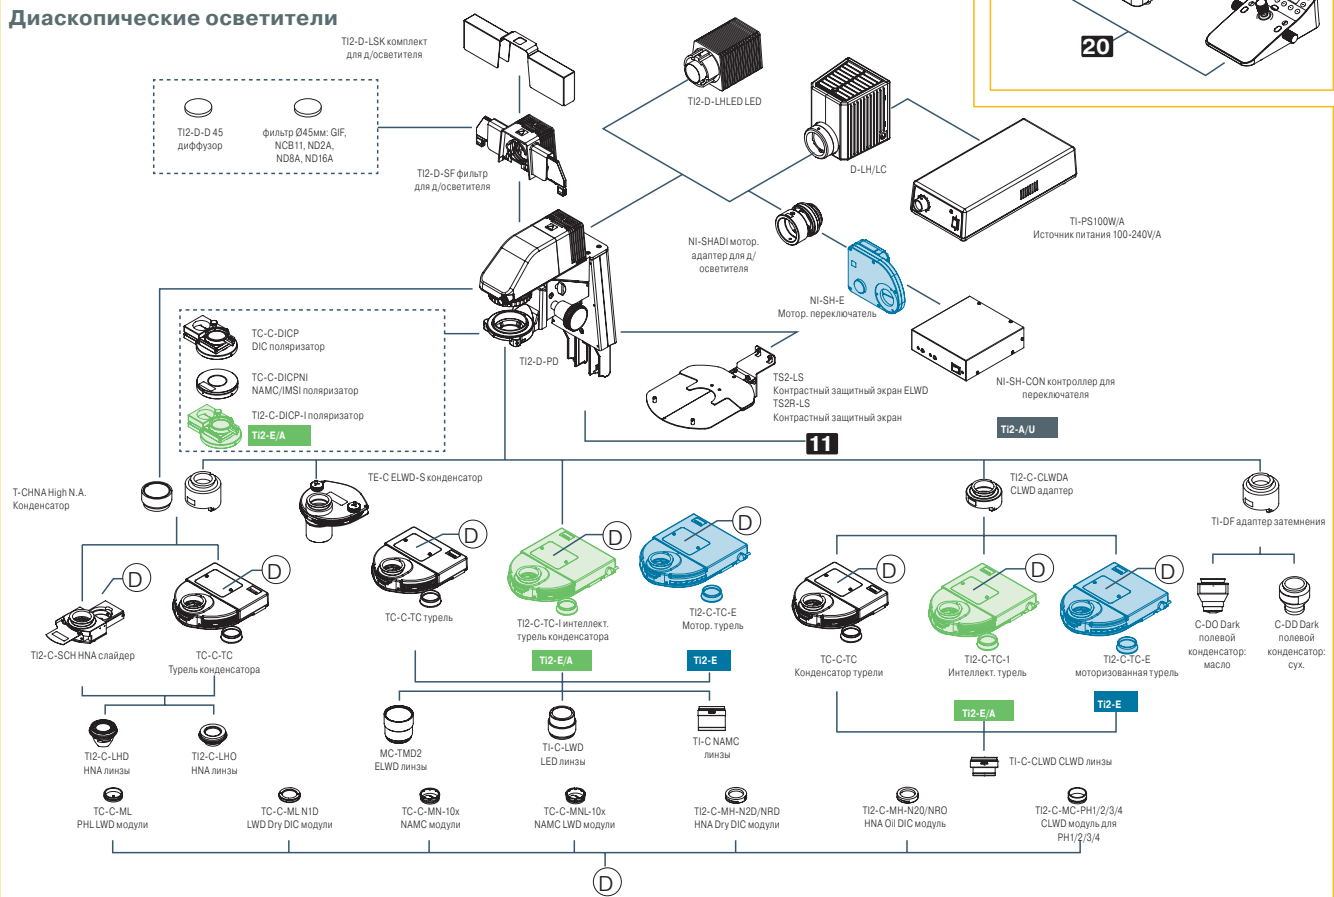 Диаскопические осветители
20
TI2-D-LSK комплект
для д/осветителя
TI2-D-D 45
диффузор
фильтр Ø45мм: GIF,
NCB11, ND2A,
ND8A, ND16A
TI2-D-SF фильтр
для д/осветителя
TI2-D-LHLED LED
D-LH/LC
TI-PS100W/A
Источник питания 100-240V/A
NI-SHADI мотор.
адаптер для д/
осветителя
NI-SH-E
Мотор. переключатель
NI-SH-CON контроллер для
переключателя
Ti2-A/U
TI2-D-PD
TS2-LS
Контрастный защитный экран ELWD
TS2R-LS
Контрастный защитный экран
11
TC-C-DICP
DIC поляризатор
TC-C-DICPNI
NAMC/IMSI поляризатор
TI2-C-DICP-I поляризатор
Ti2-E/A
T-CHNA High N.A.
Конденсатор
TE-C ELWD-S конденсатор
TI2-C-CLWDA
CLWD адаптер
TI-DF адаптер затемнения
D
D
D
D
D
D
D
D
TI2-C-SCH HNA слайдер
TC-C-TC
Турель конденсатора
TC-C-TC турель
TI2-C-TC-I интеллект.
турель конденсатора
Ti2-E/A
TI2-C-TC-E
Мотор. турель
Ti2-E
TC-C-TC
Конденсатор турели
TI2-C-TC-1
Интеллект. турель
Ti2-E/A
TI2-C-TC-E
моторизованная турель
Ti2-E
C-DO Dark
полевой
конденсатор:
масло
C-DD Dark
полевой
конденсатор:
сух.
TI2-C-LHD
HNA линзы
TI2-C-LHO
HNA линзы
MC-TMD2
ELWD линзы
TI-C-LWD
LED линзы
TI-C NAMC
линзы
TI-C-CLWD CLWD линзы
TC-C-ML
PHL LWD модули
TC-C-ML N1D
LWD Dry DIC модули
TC-C-MN-10x
NAMC модули
TC-C-MNL-10x
NAMC LWD модули
TI2-C-MH-N2D/NRD
HNA Dry DIC модули
TI2-C-MH-N20/NRO
HNA Oil DIC модуль
TI2-C-MC-PH1/2/3/4
CLWD модуль для
PH1/2/3/4
D